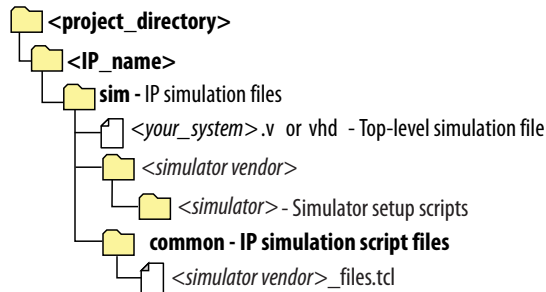 <project_directory>
<IP_name>
sim - IP simulation files
<your_system>.v or vhd - Top-level simulation file
<simulator vendor>
<simulator> - Simulator setup scripts
common - IP simulation script files
<simulator vendor>_files.tcl